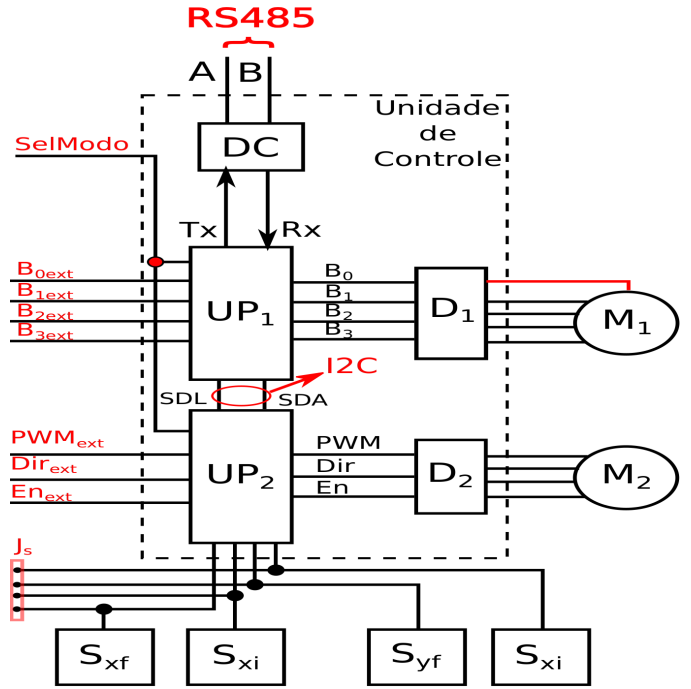 RS485
A B
Unidade
de
Controle
SelModo
DC
Tx Rx
B0ext
B1ext
B2ext
B3ext
UP1
B0
B1
B2
B3
D1
M1
I2C
SDL SDA
PWMext
Dirext
Enext
UP2
PWM
Dir
En
D2
M2
Js
Sxf Sxi Syf Sxi